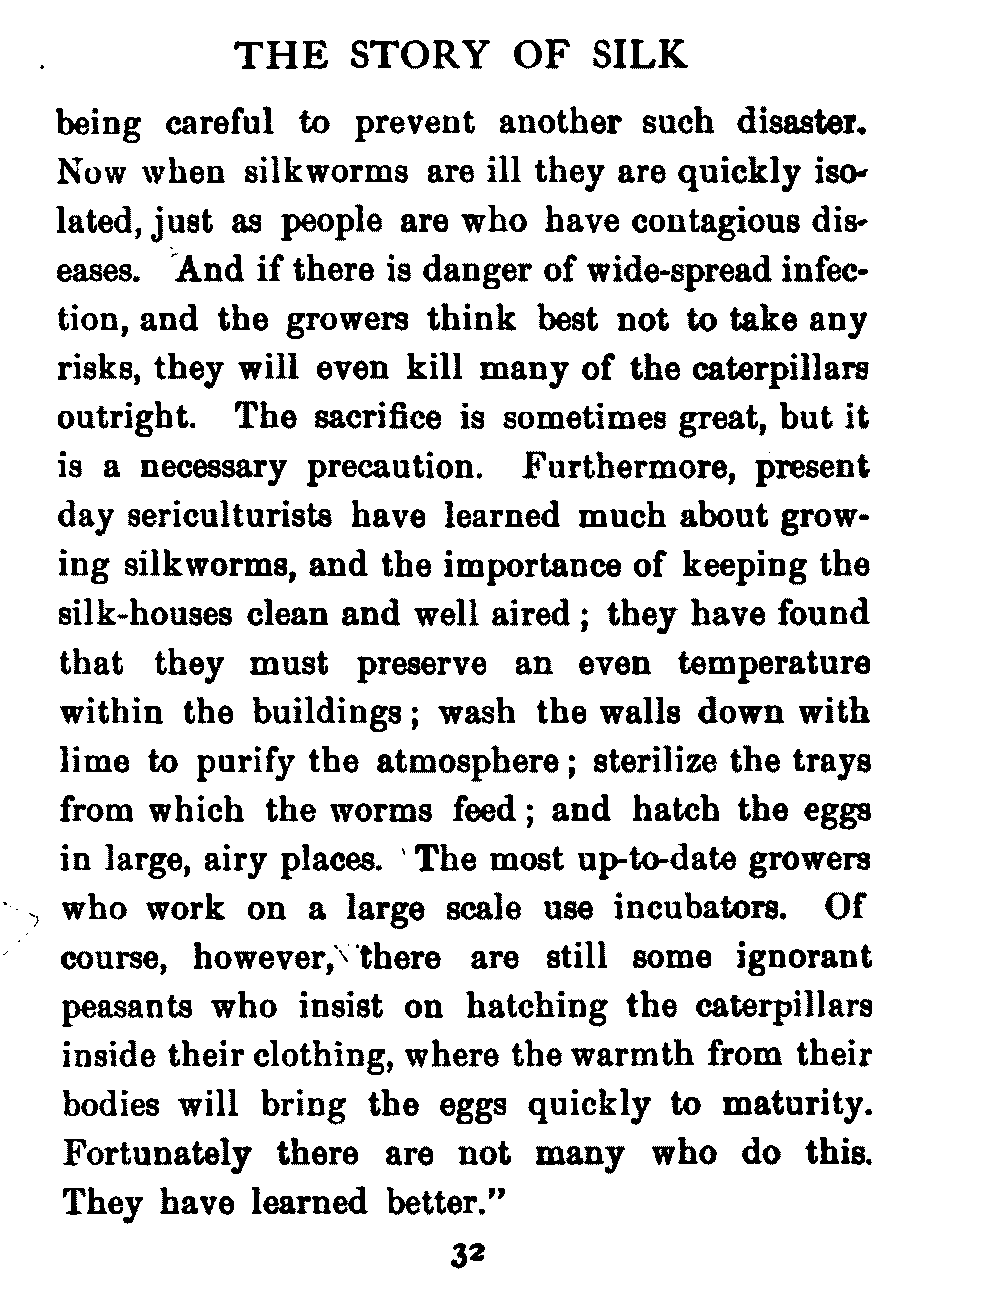 THE STORY OF SILK
being careful to prevent another such disaster.
Now when silkworms are ill they are quickly iso-
lated, just as people are who have contagious dis-
eases. And if there is danger of wide-spread infec-
tion, and the growers think best not to take any
risks, they will even kill many of the caterpillars
outright. The sacrifice is sometimes great, but it
is a necessary precaution. Furthermore, present
day sericulturists have learned much about grow-
ing silkworms, and the importance of keeping the
silk-houses clean and well aired; they have found
that they must preserve an even temperature
within the buildings; wash the walls down with
lime to purify the atmosphere; sterilize the trays
from which the worms feed; and hatch the eggs
in large, airy places. The most up-to-date growers
who work on a large scale use incubators. Of
course, however, there are still some ignorant
peasants who insist on hatching the caterpillars
inside their clothing, where the warmth from their
bodies will bring the eggs quickly to maturity.
Fortunately there are not many who do this.
They have learned better."
32